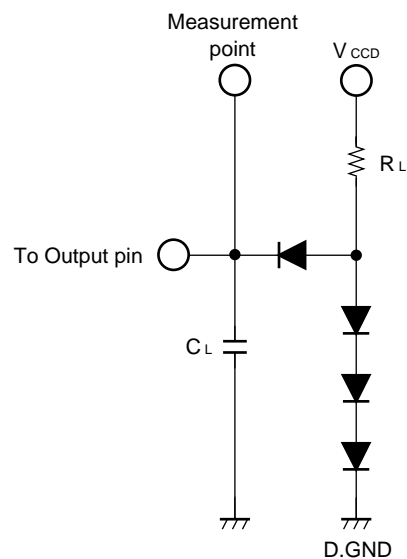 Measurement
point
V CCD
R L
To Output pin
C L
D.GND